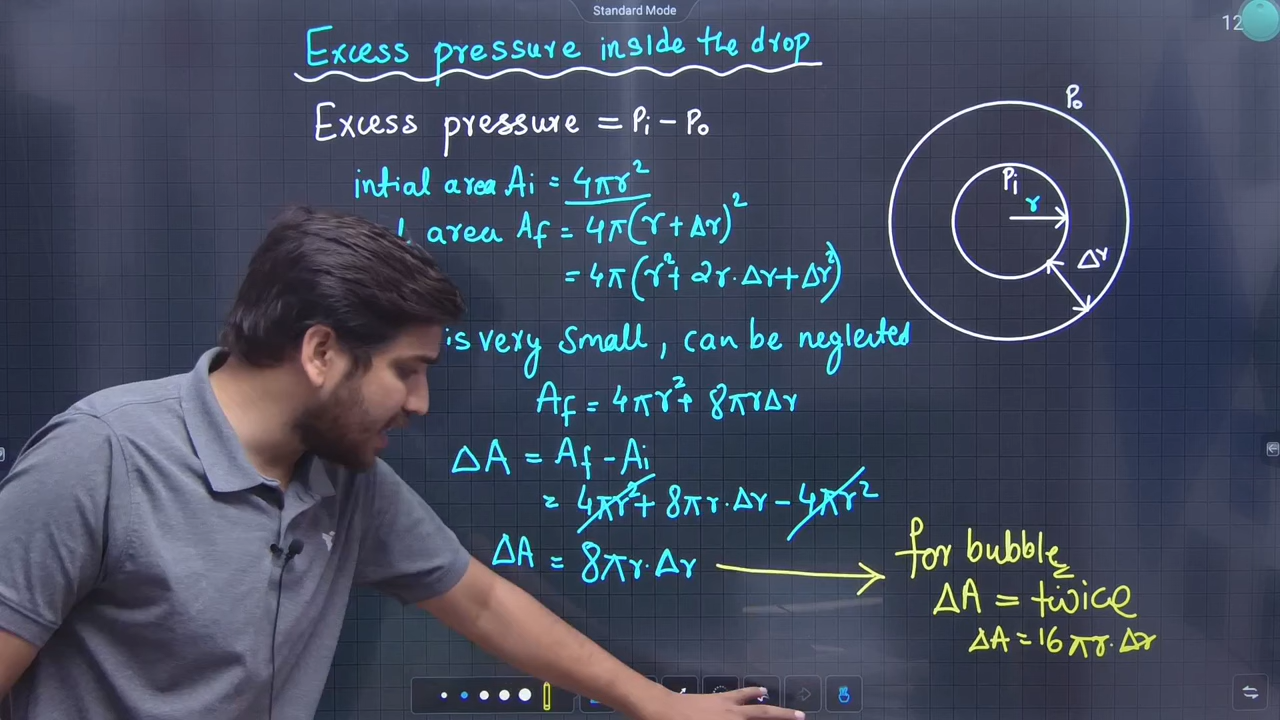 Standard Mode
12
Excess pressure inside the drop
Excess pressure = Pi - Po
intial area Ai = 4πr²
area Af = 4π(r + Δr)²
= 4π(r² + 2r·Δr + Δr²)
is very small, can be neglected
Af = 4πr² + 8πrΔr
ΔA = Af - Ai
= 4πr² + 8πr·Δr - 4πr²
ΔA = 8πr·Δr
for bubble
ΔA = twice
ΔA = 16πr·Δr
Po
Pi
r
Δr